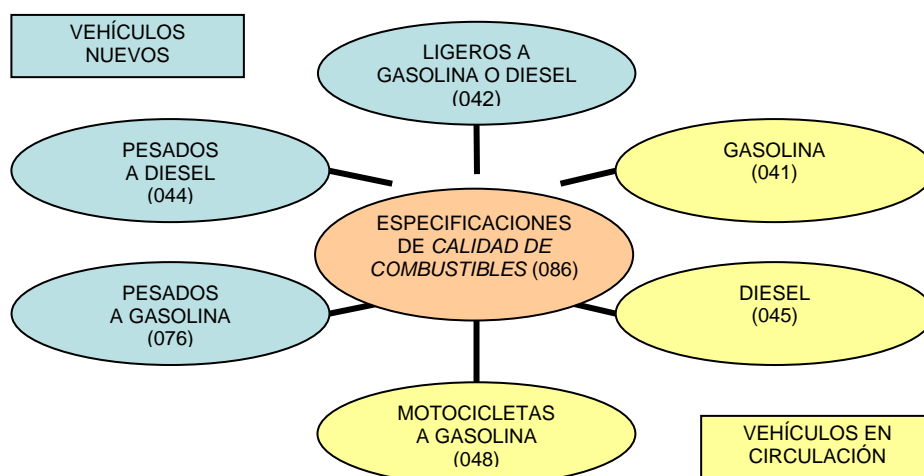 VEHÍCULOS
NUEVOS
LIGEROS A
GASOLINA O DIESEL
(042)
PESADOS
A DIESEL
(044)
GASOLINA
(041)
ESPECIFICACIONES
DE CALIDAD DE
COMBUSTIBLES (086)
PESADOS
A GASOLINA
(076)
DIESEL
(045)
MOTOCICLETAS
A GASOLINA
(048)
VEHÍCULOS EN
CIRCULACIÓN